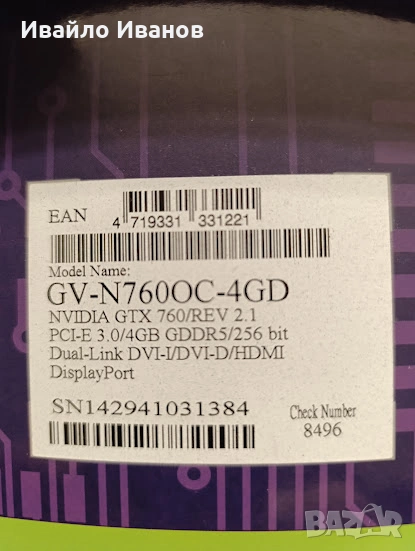 Ивайло Иванов
EAN
4 719331 331221
Model Name:
GV-N760OC-4GD
NVIDIA GTX 760/REV 2.1
PCI-E 3.0/4GB GDDR5/256 bit
Dual-Link DVI-I/DVI-D/HDMI
DisplayPort
SN142941031384
Check Number
8496
BAZAR